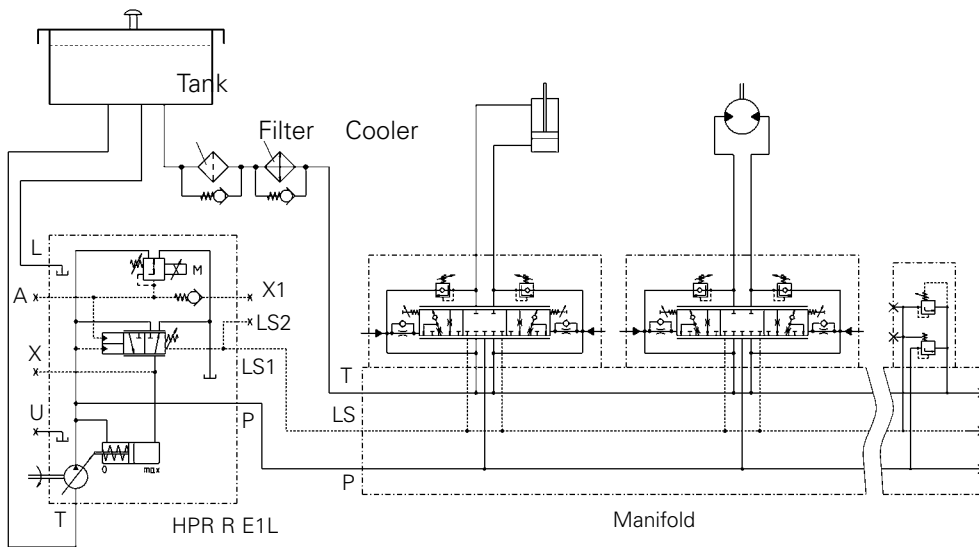 Tank
Filter Cooler
L
M
A
X1
LS2
X
LS1
T
LS
U
P
P
0 max
T
HPR R E1L
Manifold